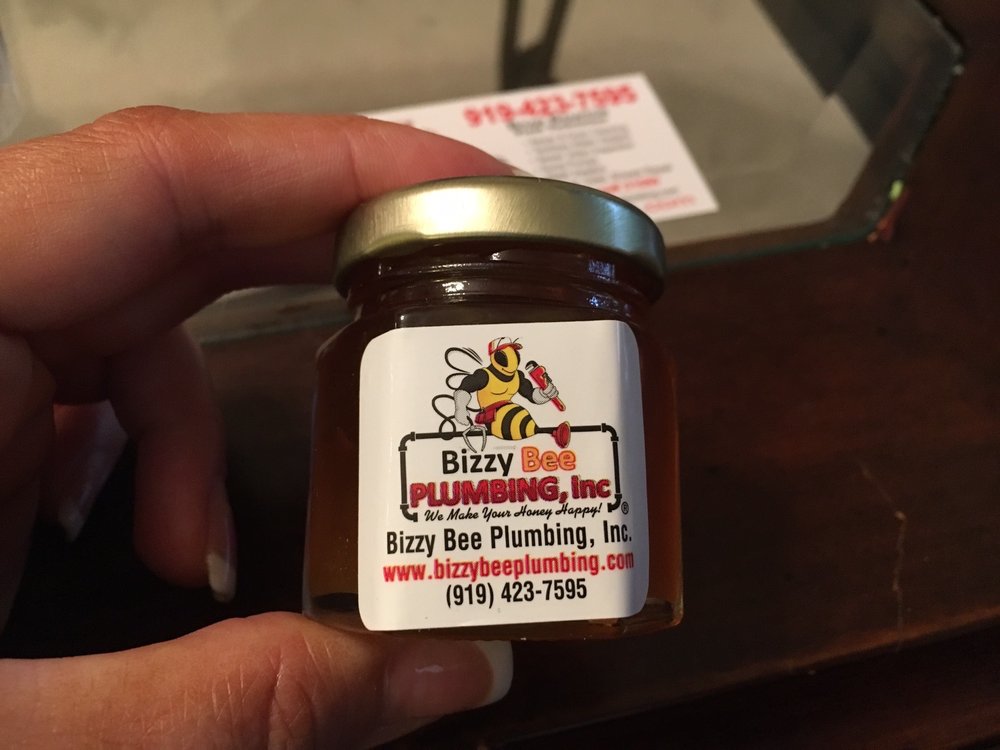 919-423-7595
Bizzy Bee
PLUMBING, inc
We Make Your Honey Happy!
®
Bizzy Bee Plumbing, Inc.
www.bizzybeeplumbing.com
(919) 423-7595